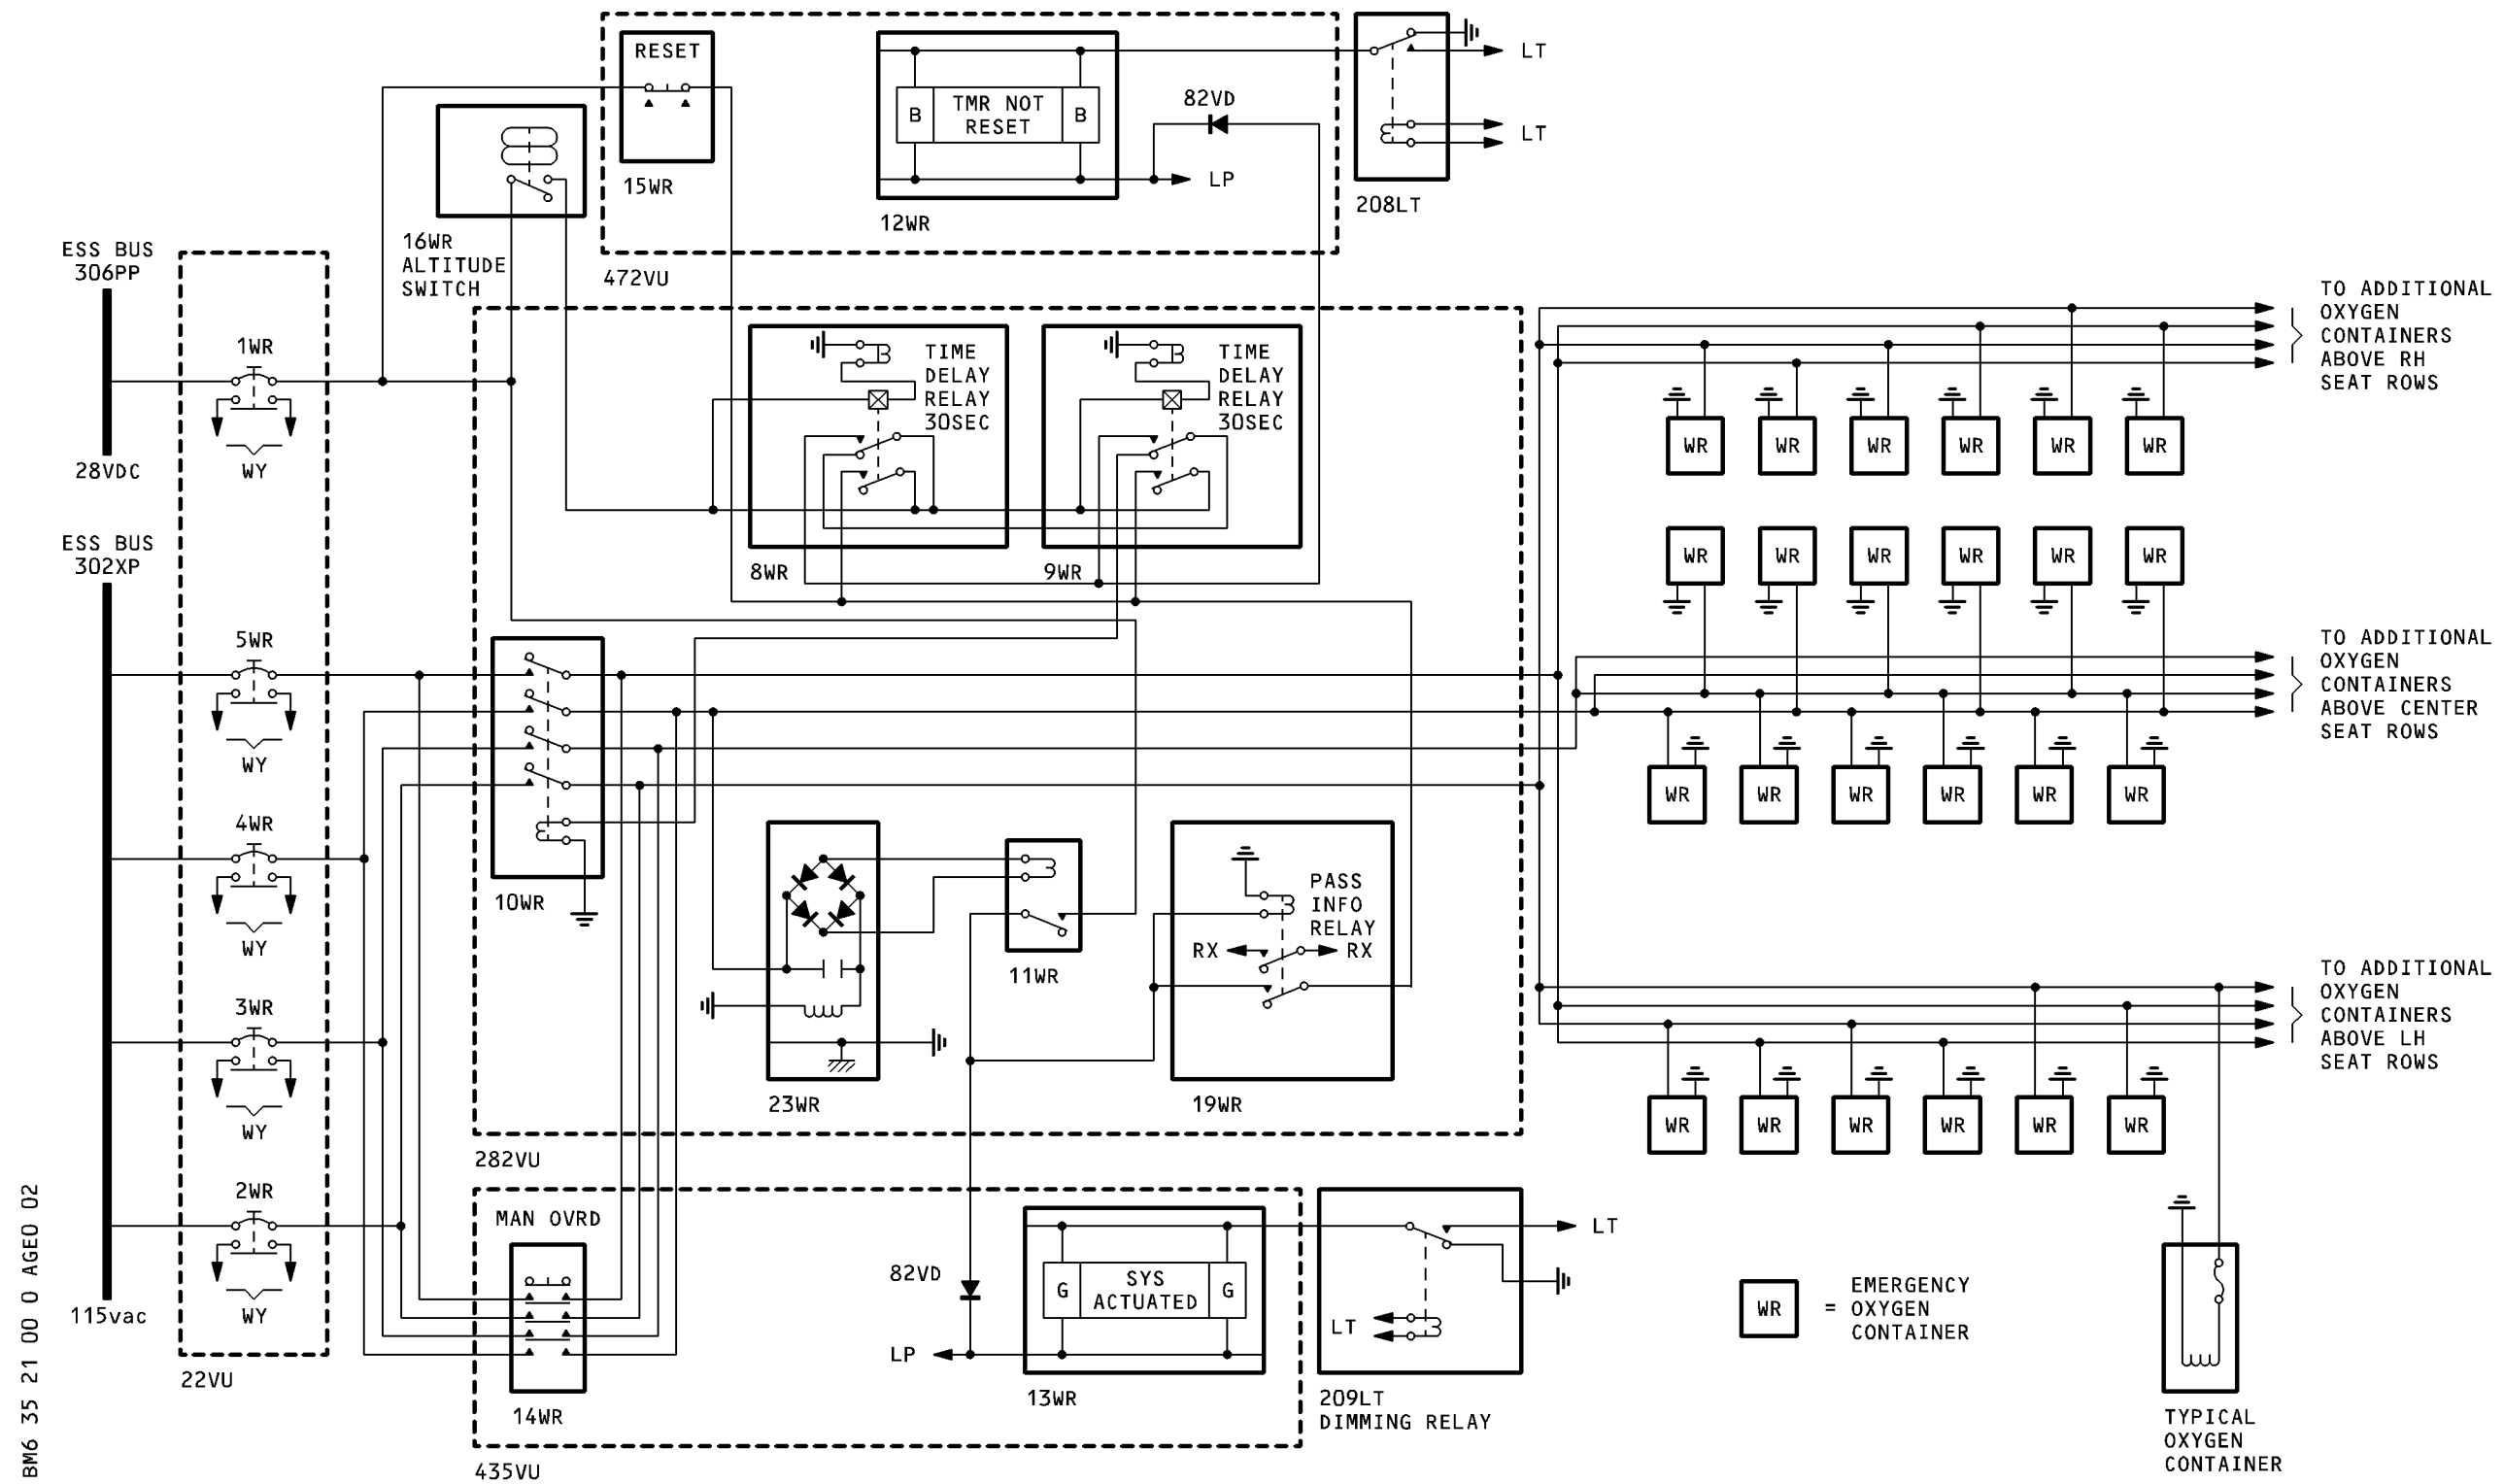 RESET
TMR NOT
RESET
B
B
82VD
LT
LT
LP
15WR
12WR
208LT
16WR
ALTITUDE
SWITCH
472VU
ESS BUS
306PP
28VDC
1WR
WY
TIME
DELAY
RELAY
30SEC
TIME
DELAY
RELAY
30SEC
8WR
9WR
TO ADDITIONAL
OXYGEN
CONTAINERS
ABOVE RH
SEAT ROWS
WR
WR
WR
WR
WR
WR
ESS BUS
302XP
5WR
WY
4WR
WY
3WR
WY
2WR
WY
115vac
22VU
WR
WR
WR
WR
WR
WR
TO ADDITIONAL
OXYGEN
CONTAINERS
ABOVE CENTER
SEAT ROWS
WR
WR
WR
WR
WR
WR
10WR
23WR
11WR
PASS
INFO
RELAY
RX
RX
19WR
282VU
TO ADDITIONAL
OXYGEN
CONTAINERS
ABOVE LH
SEAT ROWS
WR
WR
WR
WR
WR
WR
MAN OVRD
14WR
82VD
LP
G
SYS
ACTUATED
G
13WR
LT
LT
209LT
DIMMING RELAY
435VU
WR
=
EMERGENCY
OXYGEN
CONTAINER
TYPICAL
OXYGEN
CONTAINER
BM6 35 21 00 0 AGE0 02